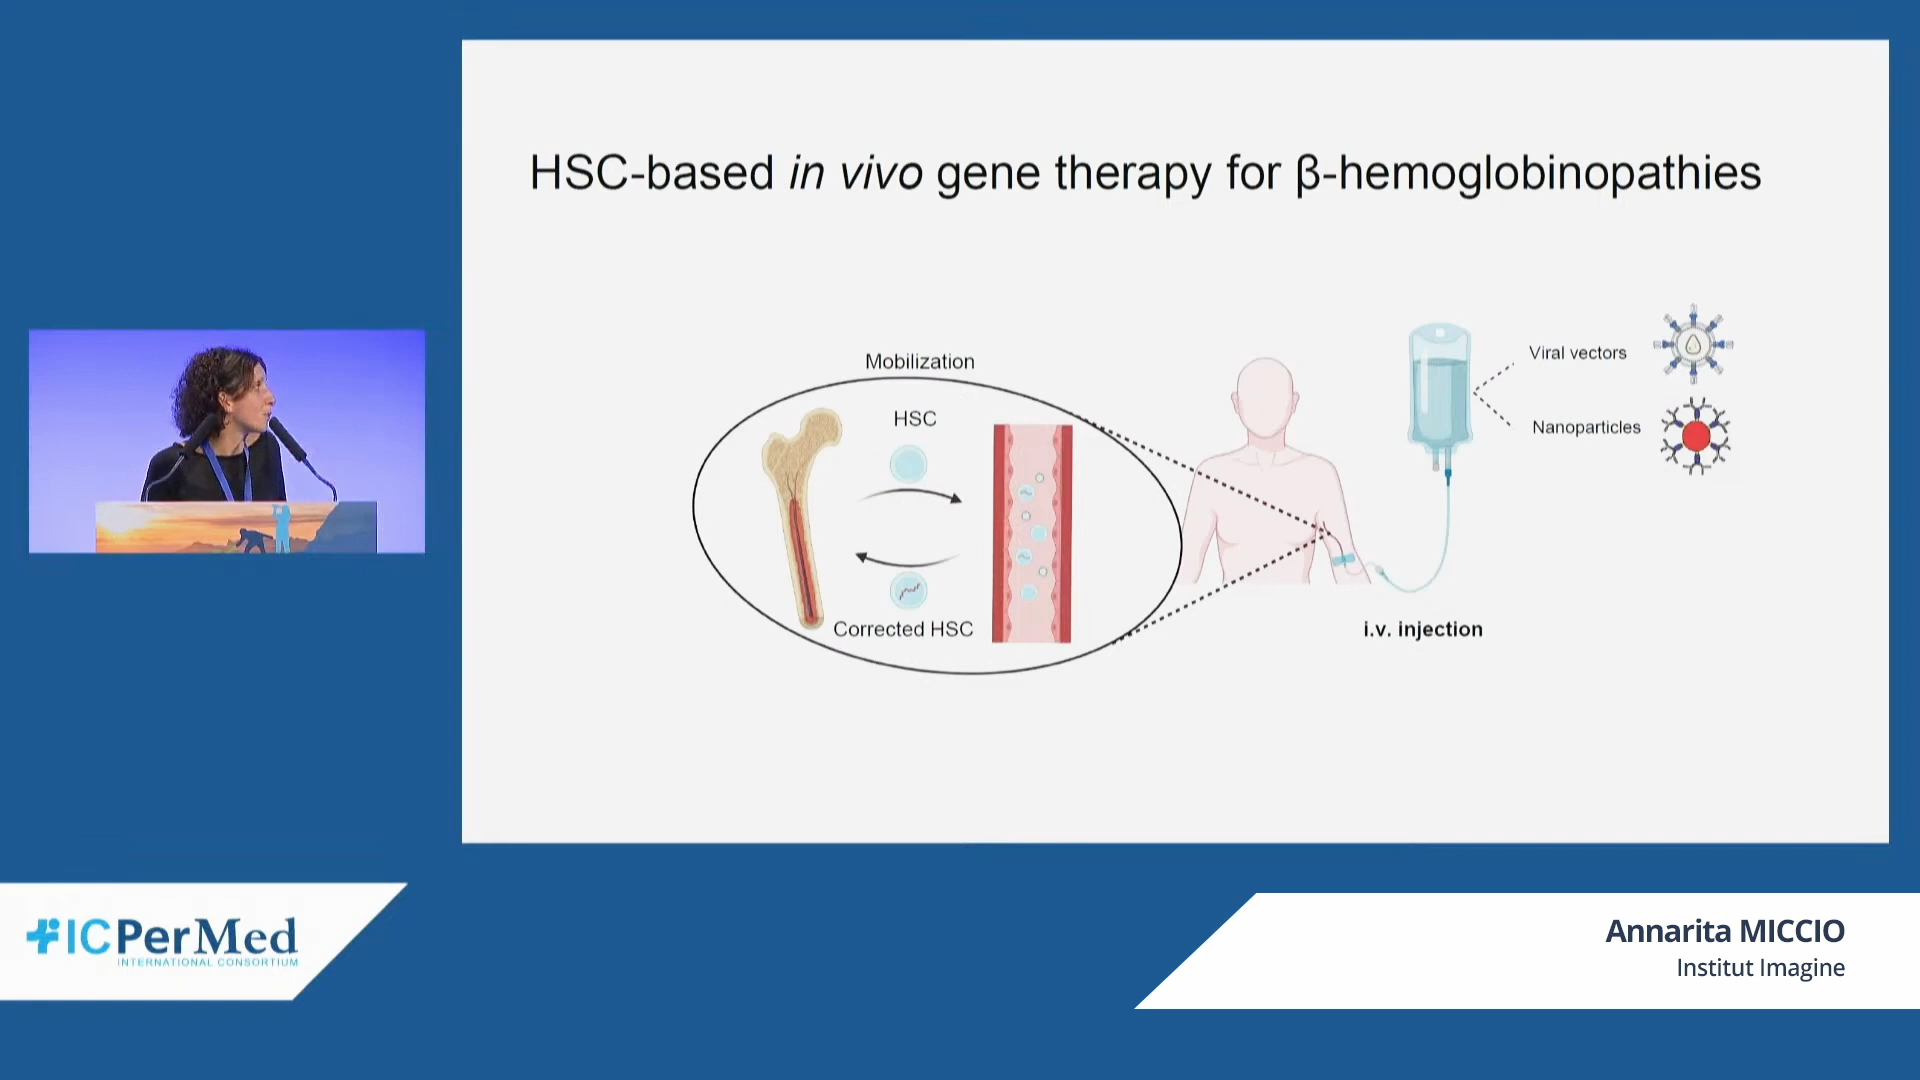 HSC-based in vivo gene therapy for β-hemoglobinopathies
Mobilization
HSC
Corrected HSC
Viral vectors
Nanoparticles
i.v. injection
ICPerMed
INTERNATIONAL CONSORTIUM
Annarita MICCIO
Institut Imagine